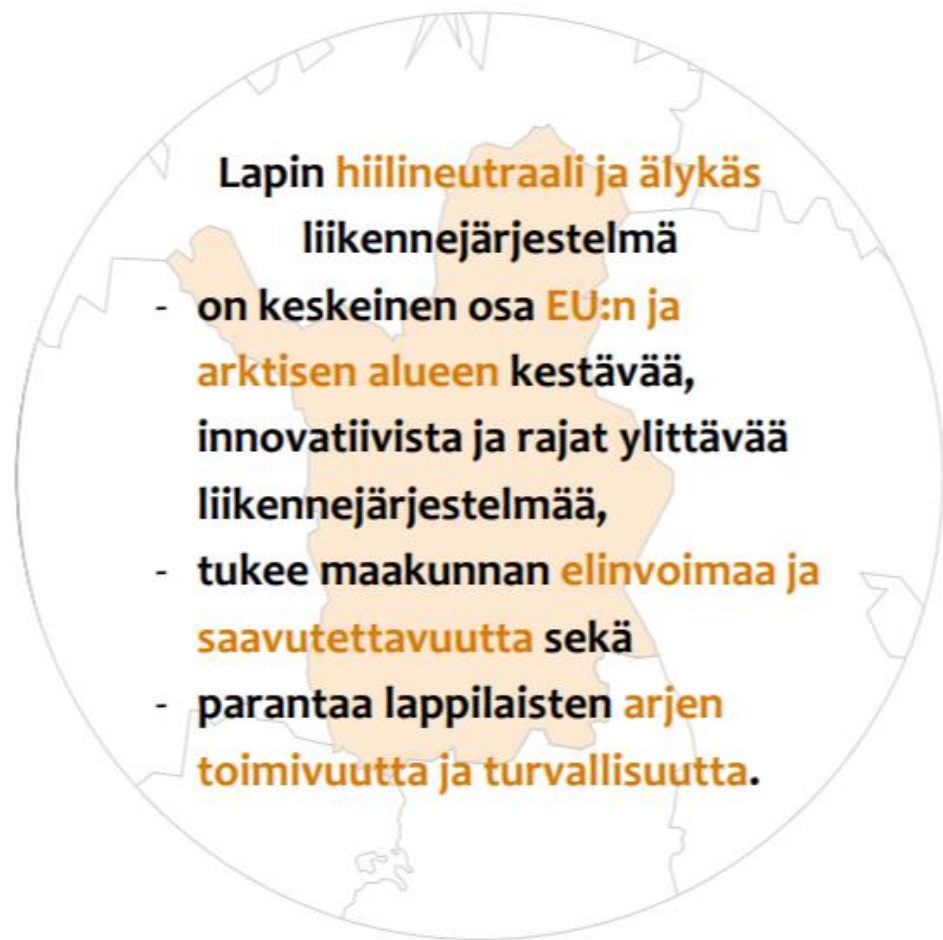 Lapin hiilineutraali ja älykäs
liikennejärjestelmä
- on keskeinen osa EU:n ja
arktisen alueen kestävää,
innovatiivista ja rajat ylittävää
liikennejärjestelmää,
- tukee maakunnan elinvoimaa ja
saavutettavuutta sekä
- parantaa lappilaisten arjen
toimivuutta ja turvallisuutta.